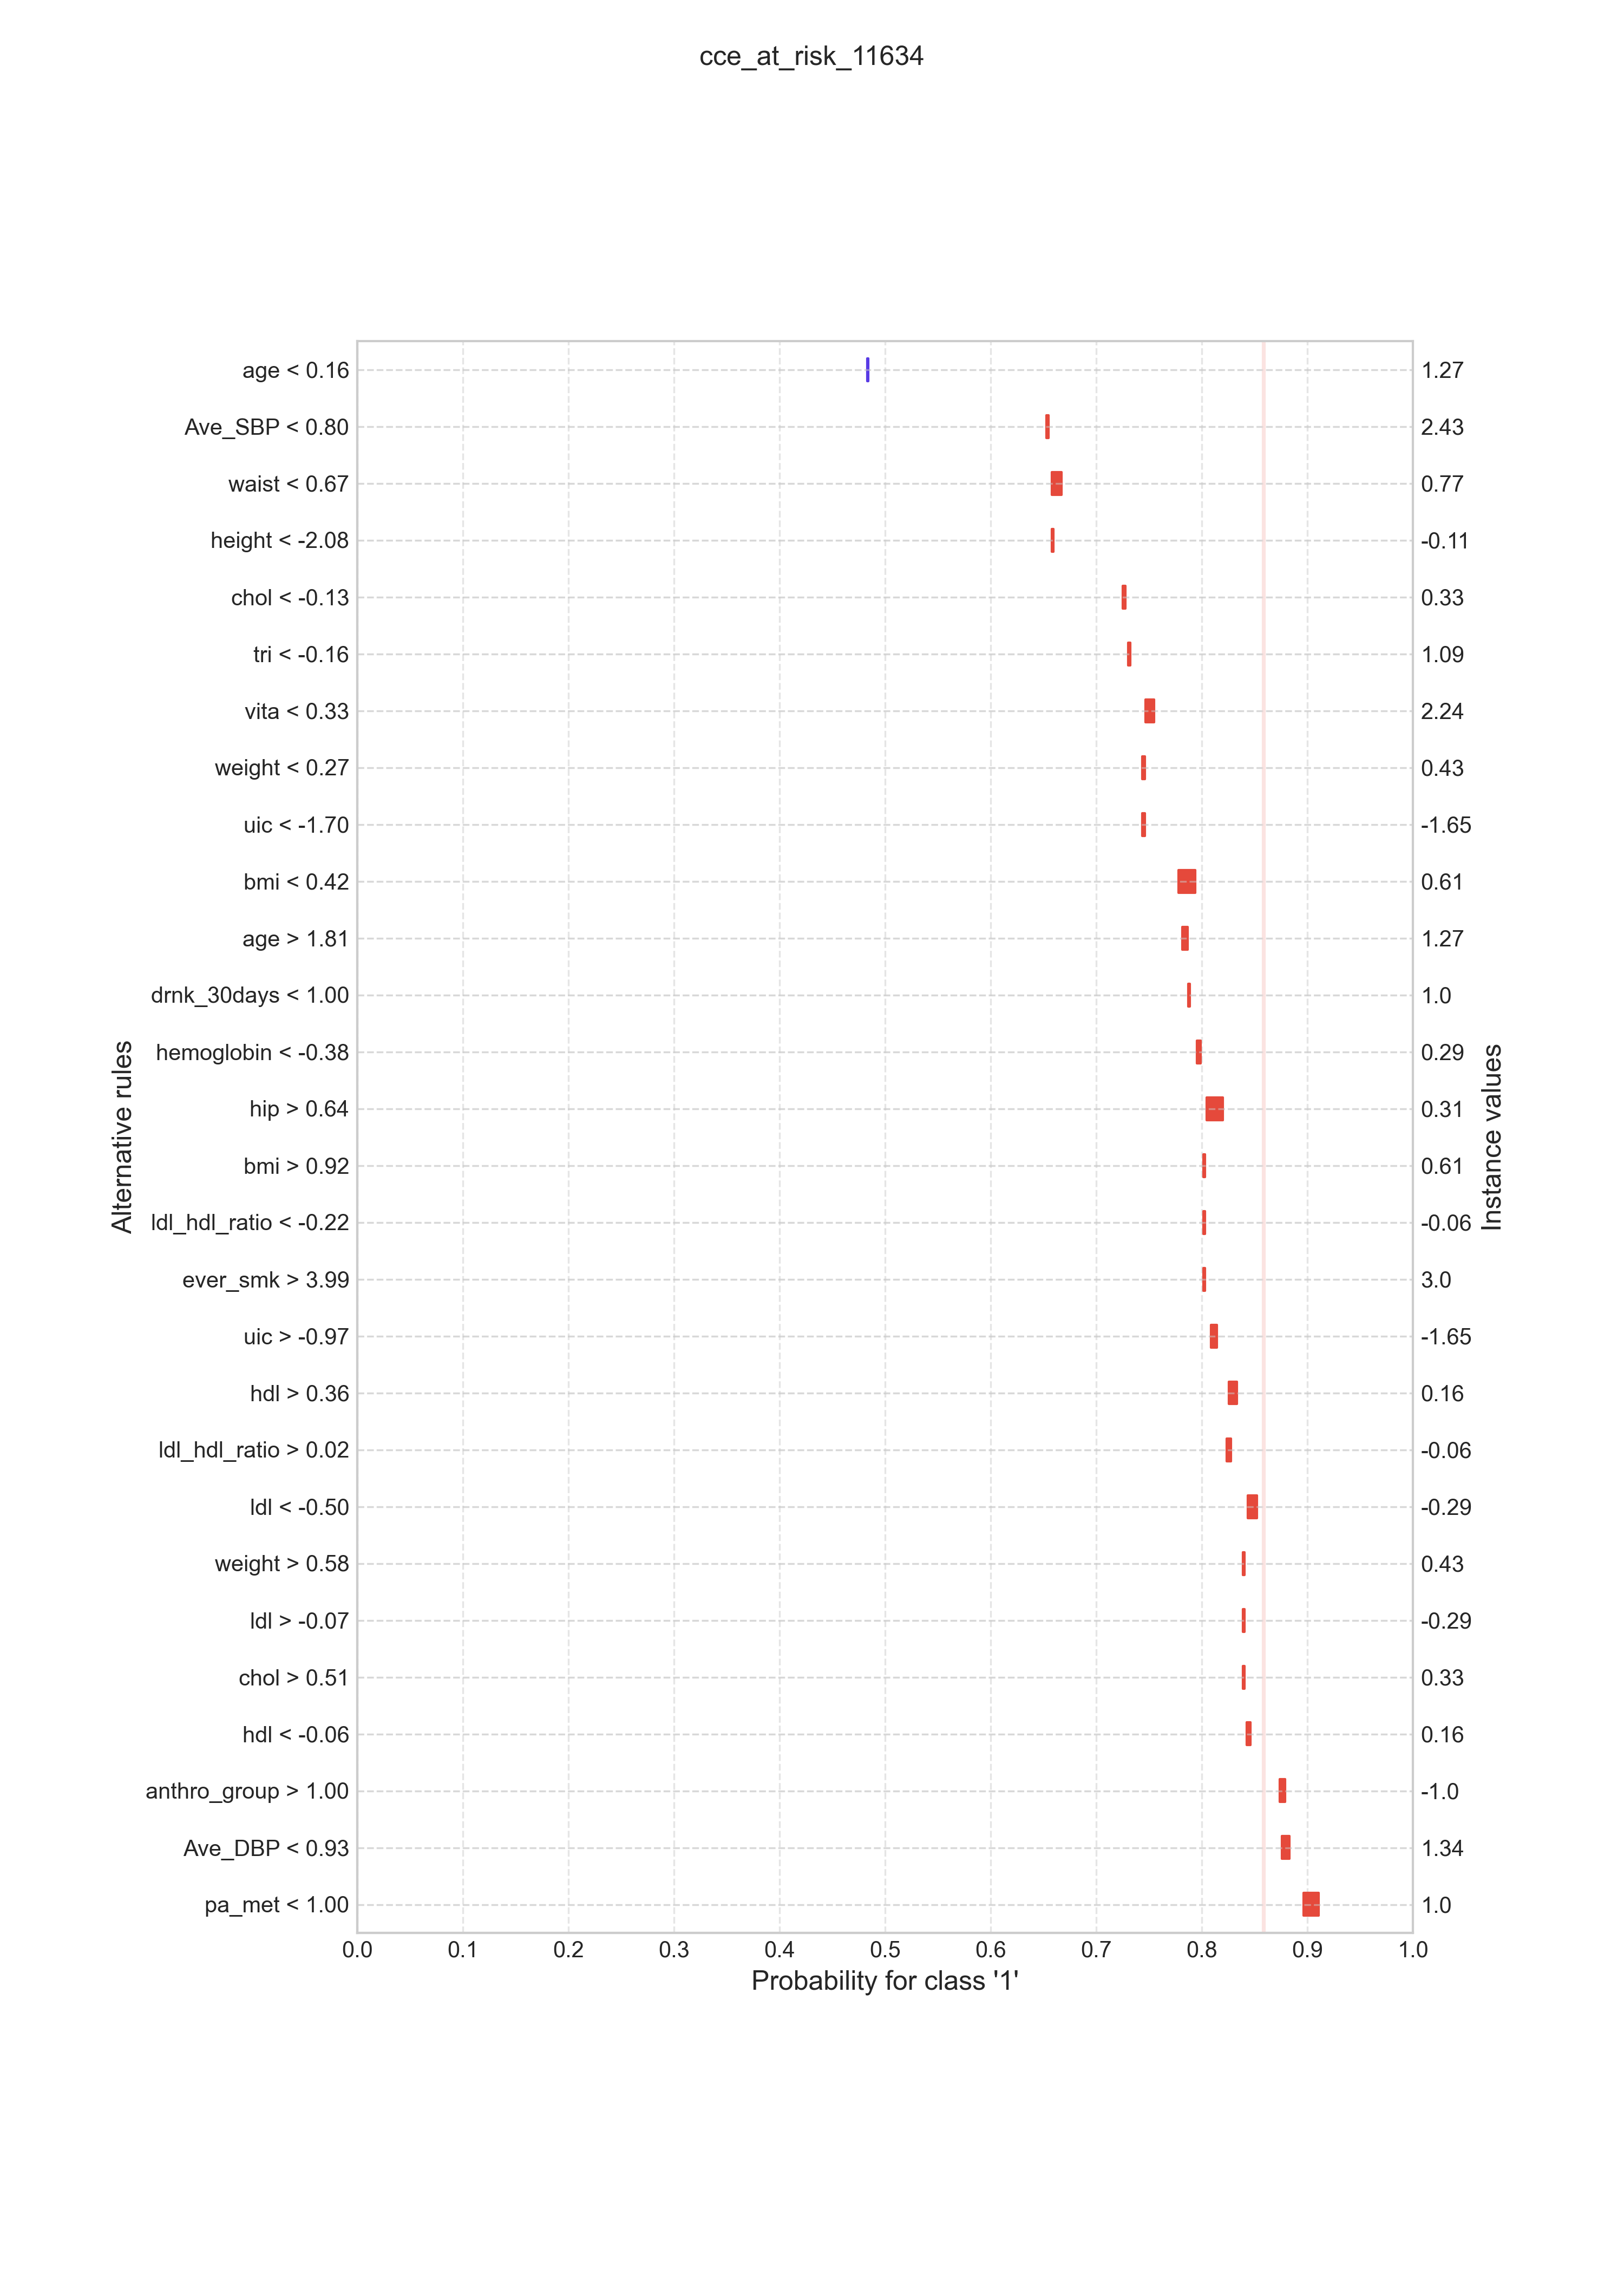 cce_at_risk_11634
age < 0.16 1.27
Ave_SBP < 0.80 2.43
waist < 0.67 0.77
height < -2.08 -0.11
chol < -0.13 0.33
tri < -0.16 1.09
vita < 0.33 2.24
weight < 0.27 0.43
uic < -1.70 -1.65
bmi < 0.42 0.61
age > 1.81 1.27
drnk_30days < 1.00 1.0
hemoglobin < -0.38 0.29
hip > 0.64 0.31
bmi > 0.92 0.61
ldl_hdl_ratio < -0.22 -0.06
ever_smk > 3.99 3.0
uic > -0.97 -1.65
hdl > 0.36 0.16
ldl_hdl_ratio > 0.02 -0.06
ldl < -0.50 -0.29
weight > 0.58 0.43
ldl > -0.07 -0.29
chol > 0.51 0.33
hdl < -0.06 0.16
anthro_group > 1.00 -1.0
Ave_DBP < 0.93 1.34
pa_met < 1.00 1.0
Alternative rules
Instance values
0.0 0.1 0.2 0.3 0.4 0.5 0.6 0.7 0.8 0.9 1.0
Probability for class '1'